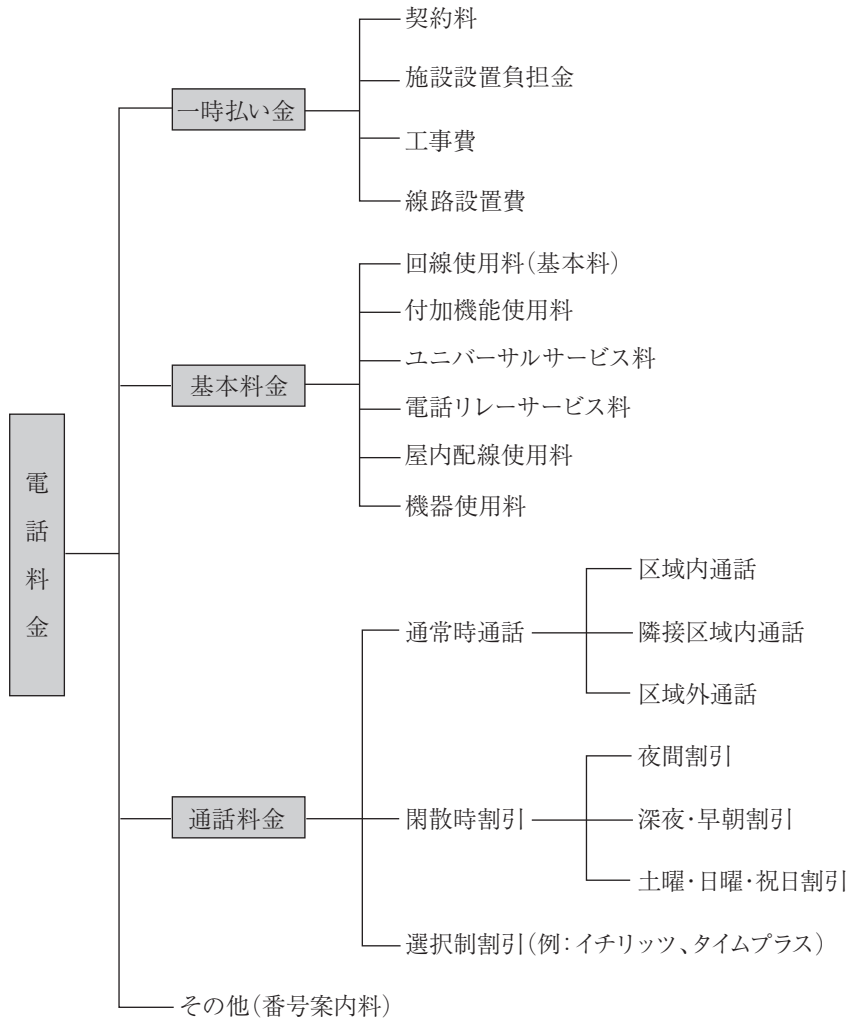 電話料金
一時払い金
契約料
施設設置負担金
工事費
線路設置費
基本料金
回線使用料(基本料)
付加機能使用料
ユニバーサルサービス料
電話リレーサービス料
屋内配線使用料
機器使用料
通話料金
通常時通話
区域内通話
隣接区域内通話
区域外通話
閑散時割引
夜間割引
深夜・早朝割引
土曜・日曜・祝日割引
選択制割引(例:イチリッツ、タイムプラス)
その他(番号案内料)